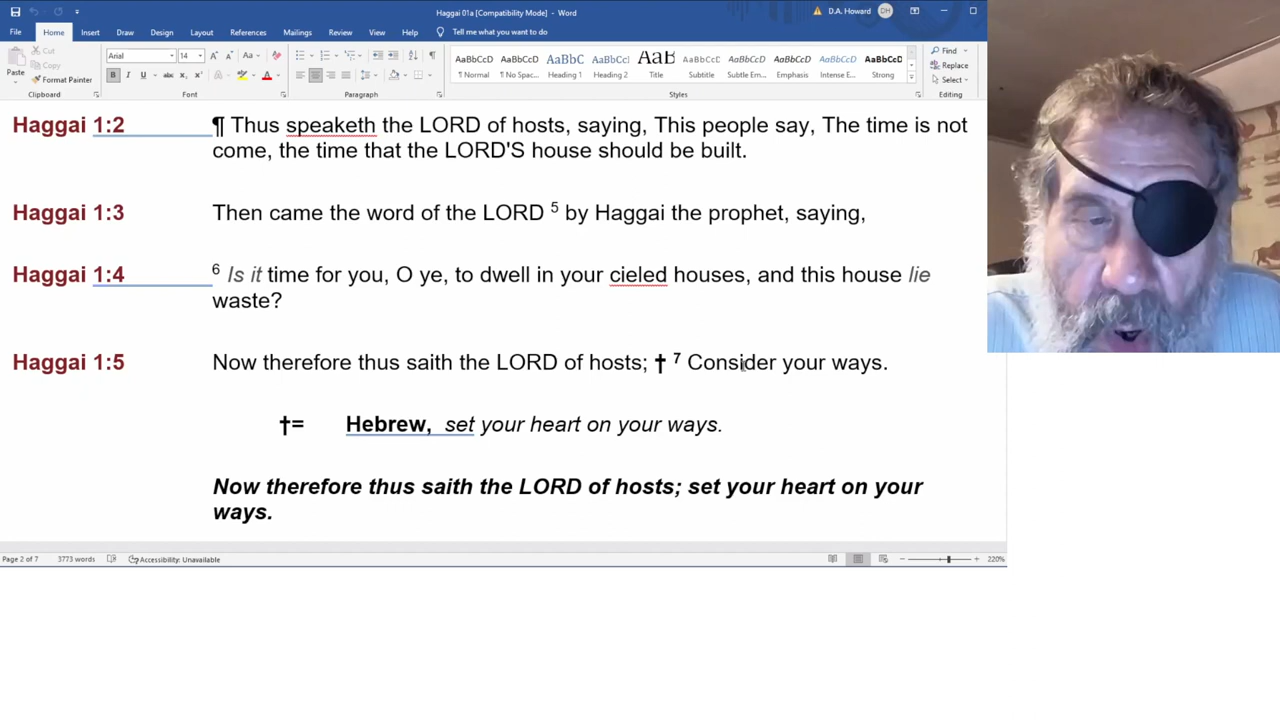 Haggai 01a [Compatibility Mode] - Word
D.A. Howard
DH
File Home Insert Draw Design Layout References Mailings Review View Help Tell me what you want to do
Paste
Cut
Copy
Format Painter
Clipboard
Arial 14
B I U abc x₂ x² A A
Font
Paragraph
AaBbCcD AaBbCcD AaBbC AaBbCcD AaB AaBbCcD AaBbCcD AaBbCcD AaBbCcD AaBbCcD
¶ Normal ¶ No Spac... Heading 1 Heading 2 Title Subtitle Subtle Em... Emphasis Intense E... Strong
Styles
Find
Replace
Select
Editing
Haggai 1:2 ¶ Thus speaketh the LORD of hosts, saying, This people say, The time is not
come, the time that the LORD'S house should be built.
Haggai 1:3 Then came the word of the LORD ⁵ by Haggai the prophet, saying,
Haggai 1:4 ⁶ Is it time for you, O ye, to dwell in your cieled houses, and this house lie
waste?
Haggai 1:5 Now therefore thus saith the LORD of hosts; † ⁷ Consider your ways.
†= Hebrew, set your heart on your ways.
Now therefore thus saith the LORD of hosts; set your heart on your
ways.
Page 2 of 7 3773 words Accessibility: Unavailable 220%